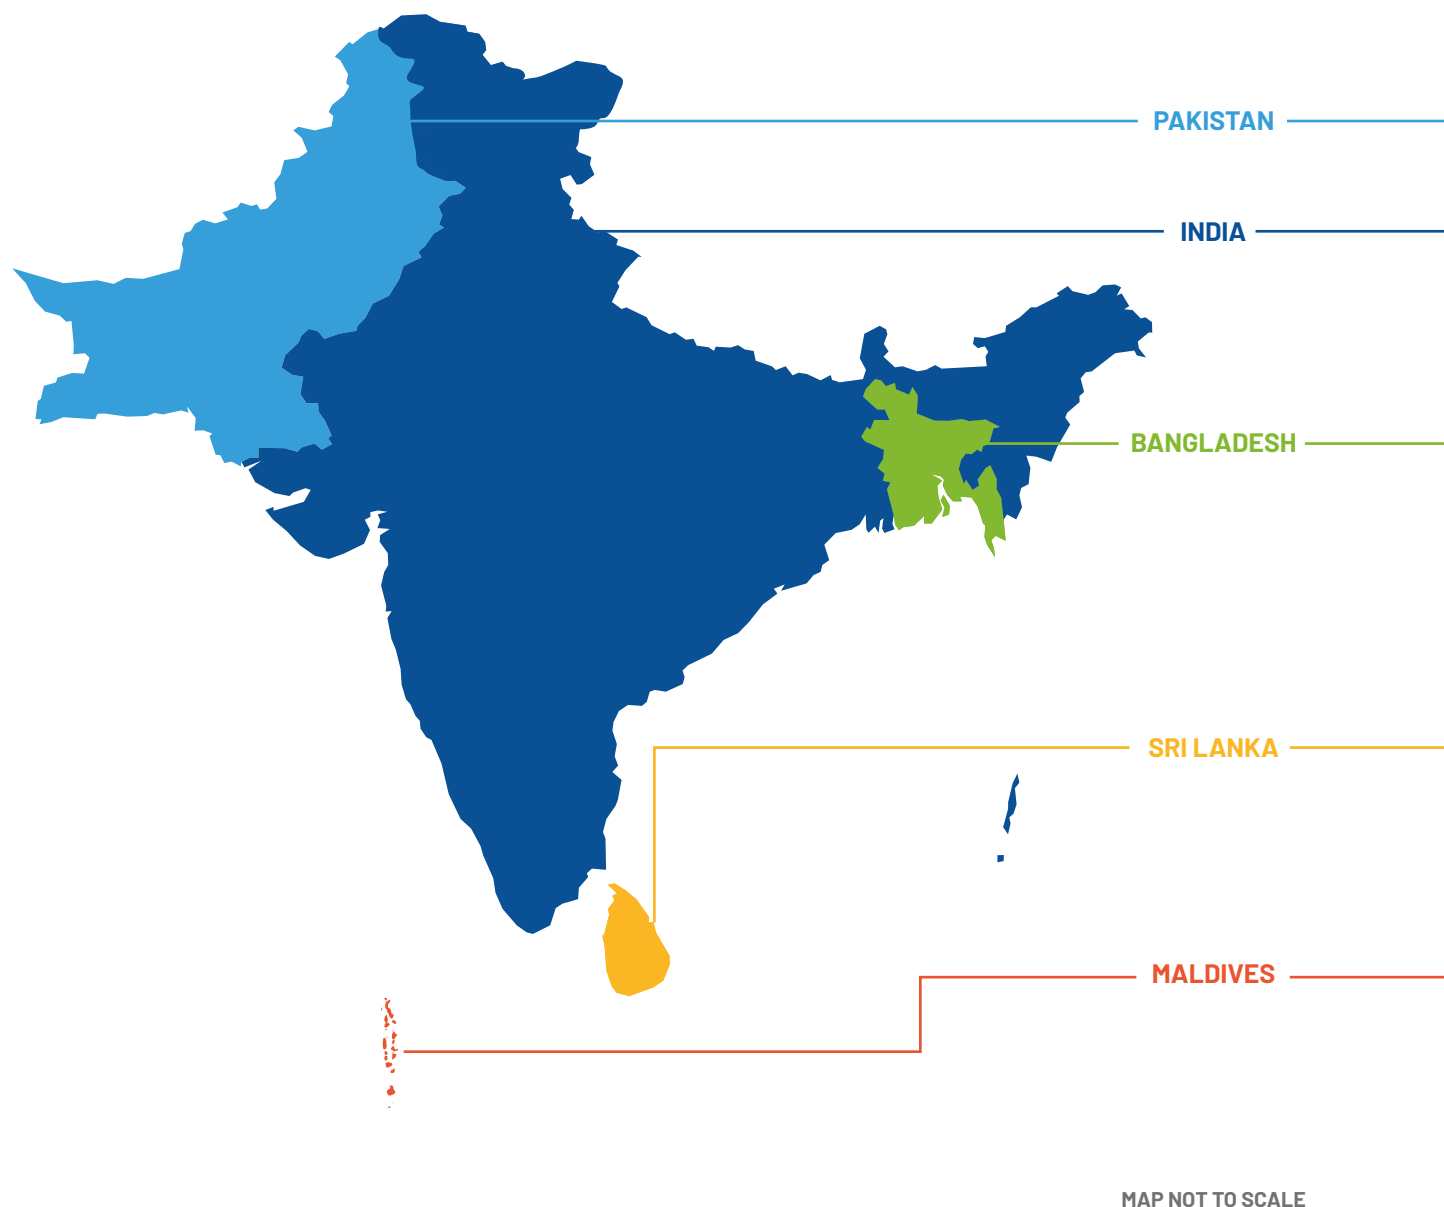 PAKISTAN
INDIA
BANGLADESH
SRI LANKA
MALDIVES
MAP NOT TO SCALE